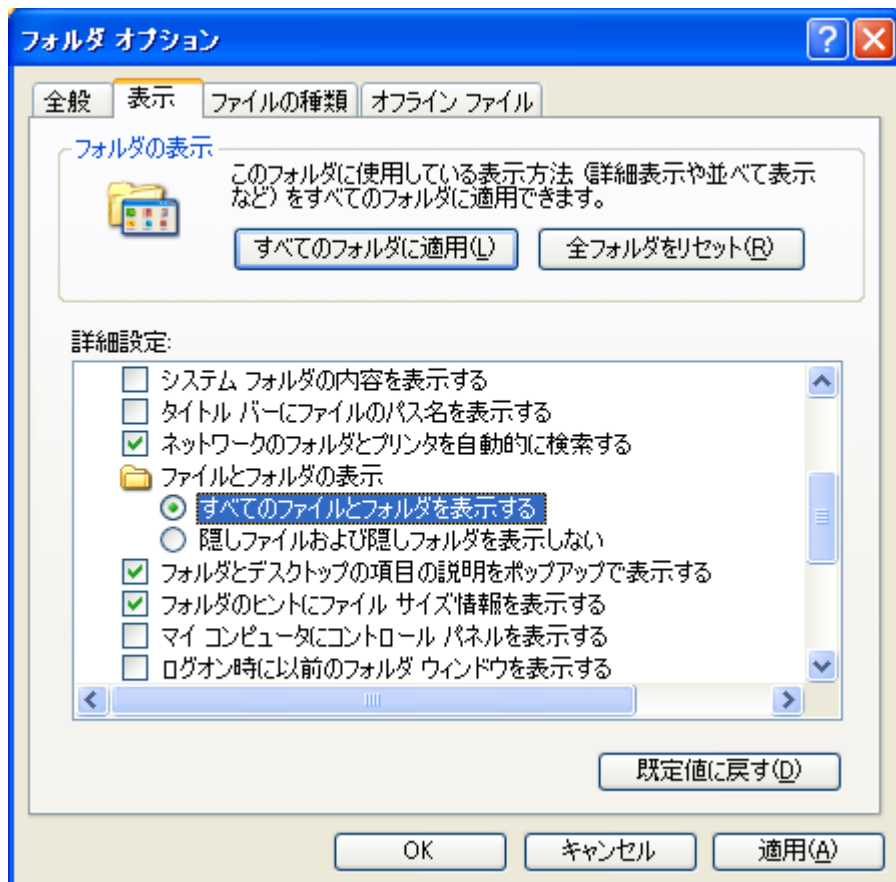 フォルダ オプション
全般 表示 ファイルの種類 オフライン ファイル
フォルダの表示
このフォルダに使用している表示方法 (詳細表示や並べて表示
など) をすべてのフォルダに適用できます。
すべてのフォルダに適用(L) 全フォルダをリセット(R)
詳細設定:
システム フォルダの内容を表示する
タイトル バーにファイルのパス名を表示する
ネットワークのフォルダとプリンタを自動的に検索する
ファイルとフォルダの表示
すべてのファイルとフォルダを表示する
隠しファイルおよび隠しフォルダを表示しない
フォルダとデスクトップの項目の説明をポップアップで表示する
フォルダのヒントにファイル サイズ情報を表示する
マイ コンピュータにコントロール パネルを表示する
ログオン時に以前のフォルダ ウィンドウを表示する
既定値に戻す(D)
OK キャンセル 適用(A)